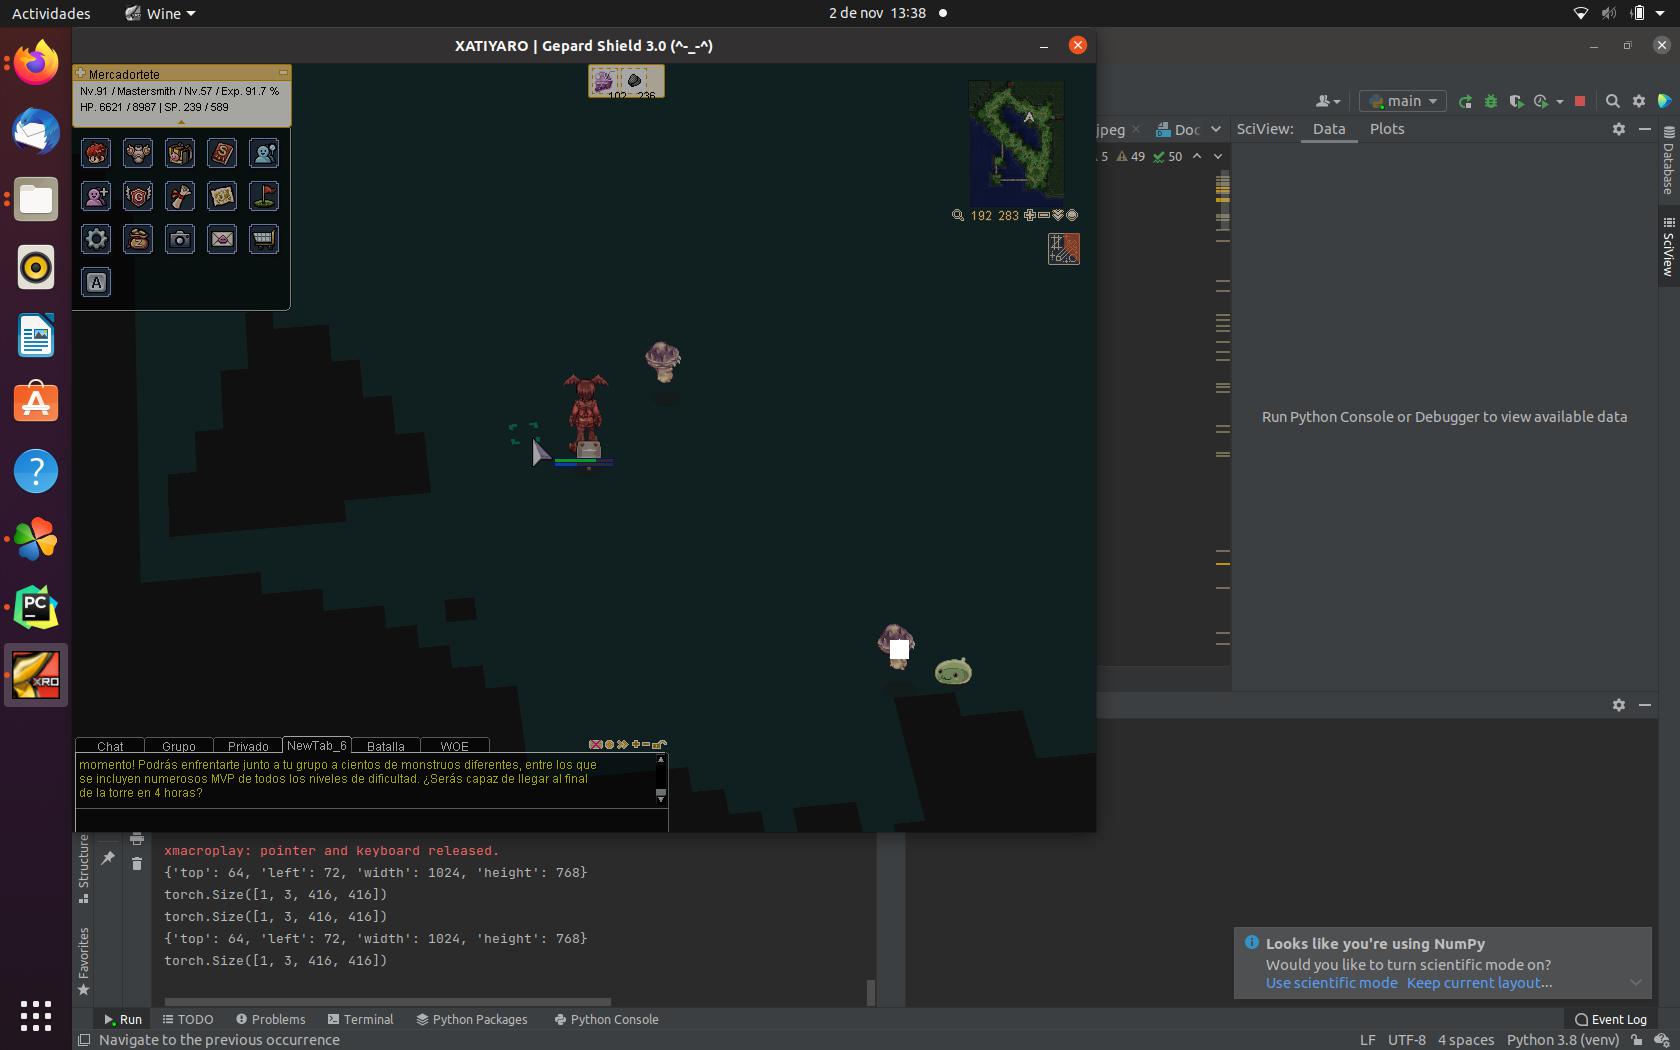 Actividades
Wine
2 de nov 13:38
XATIYARO | Gepard Shield 3.0 (^-_-^)
Mercadortete
Nv.91 / Mastersmith / Nv.57 / Exp. 91.7 %
HP. 6621 / 8987 | SP. 239 / 589
102 236
192 283
A
main
jpeg
Doc
SciView:
Data
Plots
5 49 50
Database
SciView
Run Python Console or Debugger to view available data
PC
XRO
Chat
Grupo
Privado
NewTab_6
Batalla
WOE
momento! Podrás enfrentarte junto a tu grupo a cientos de monstruos diferentes, entre los que
se incluyen numerosos MVP de todos los niveles de dificultad. ¿Serás capaz de llegar al final
de la torre en 4 horas?
Structure
Favorites
xmacroplay: pointer and keyboard released.
{'top': 64, 'left': 72, 'width': 1024, 'height': 768}
torch.Size([1, 3, 416, 416])
torch.Size([1, 3, 416, 416])
{'top': 64, 'left': 72, 'width': 1024, 'height': 768}
torch.Size([1, 3, 416, 416])
Looks like you're using NumPy
Would you like to turn scientific mode on?
Use scientific mode Keep current layout...
Run
TODO
Problems
Terminal
Python Packages
Python Console
Event Log
Navigate to the previous occurrence
LF UTF-8 4 spaces Python 3.8 (venv)